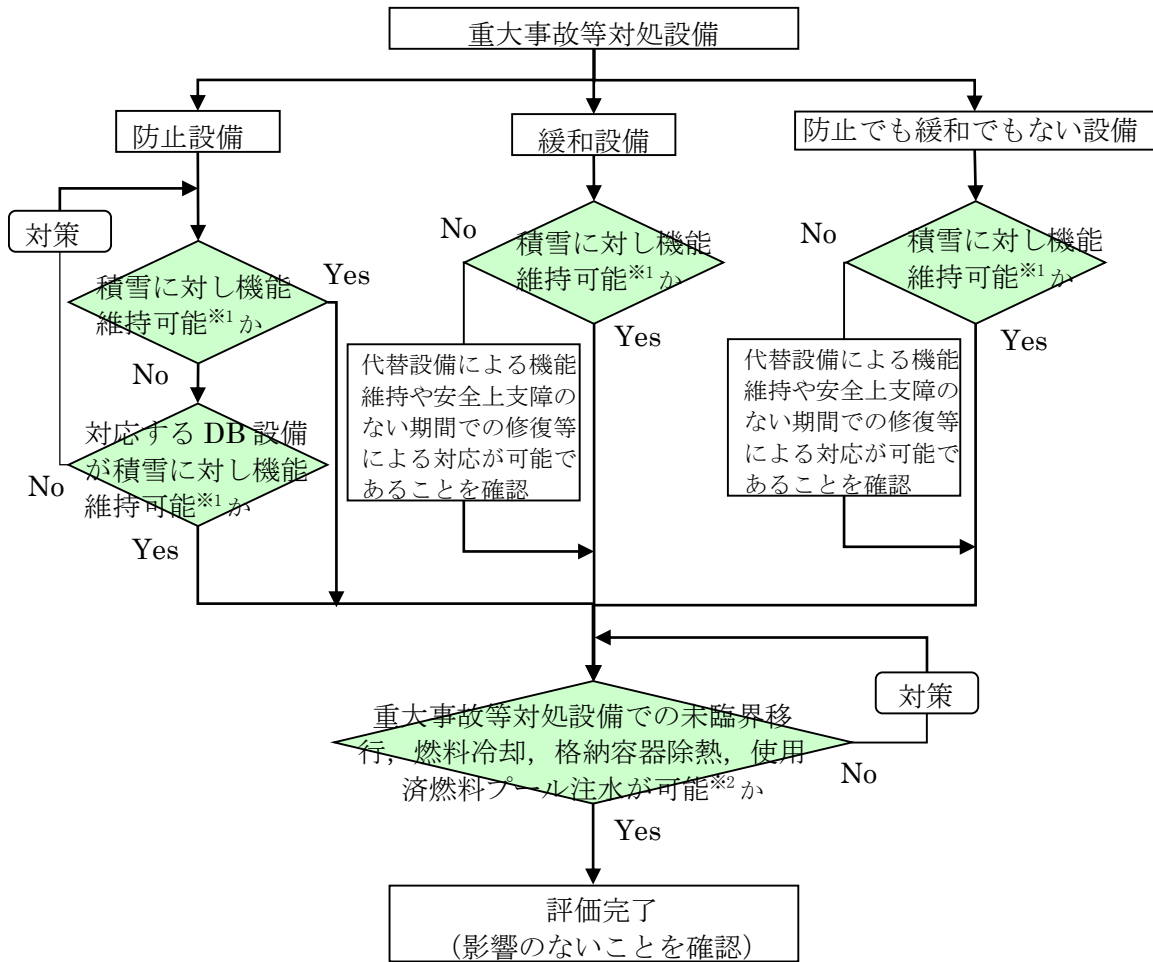 重大事故等対処設備
防止設備
緩和設備
防止でも緩和でもない設備
対策
積雪に対し機能
維持可能※1か
Yes
No
対応する DB 設備
が積雪に対し機能
維持可能※1か
No
Yes
No
積雪に対し機能
維持可能※1か
Yes
代替設備による機能
維持や安全上支障の
ない期間での修復等
による対応が可能で
あることを確認
No
積雪に対し機能
維持可能※1か
Yes
代替設備による機能
維持や安全上支障の
ない期間での修復等
による対応が可能で
あることを確認
対策
重大事故等対処設備での未臨界移
行，燃料冷却，格納容器除熱，使用
済燃料プール注水が可能※2か
No
Yes
評価完了
（影響のないことを確認）